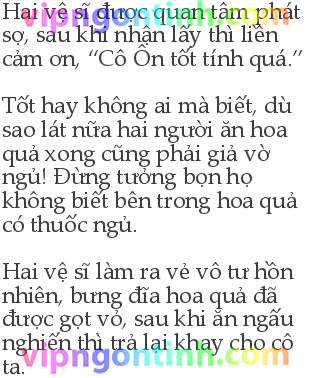 Hai vệ sĩ được quan tâm phát
sợ, sau khi nhận lấy thì liền
cảm ơn, “Cô Ôn tốt tính quá.”
Tốt hay không ai mà biết, dù
sao lát nữa hai người ăn hoa
quả xong cũng phải giả vờ
ngủ! Đừng tưởng bọn họ
không biết bên trong hoa quả
có thuốc ngủ.
Hai vệ sĩ làm ra vẻ vô tư hồn
nhiên, bưng đĩa hoa quả đã
được gọt vỏ, sau khi ăn ngấu
nghiến thì trả lại khay cho cô
ta.
vipngontinh.com
vipngontinh.com